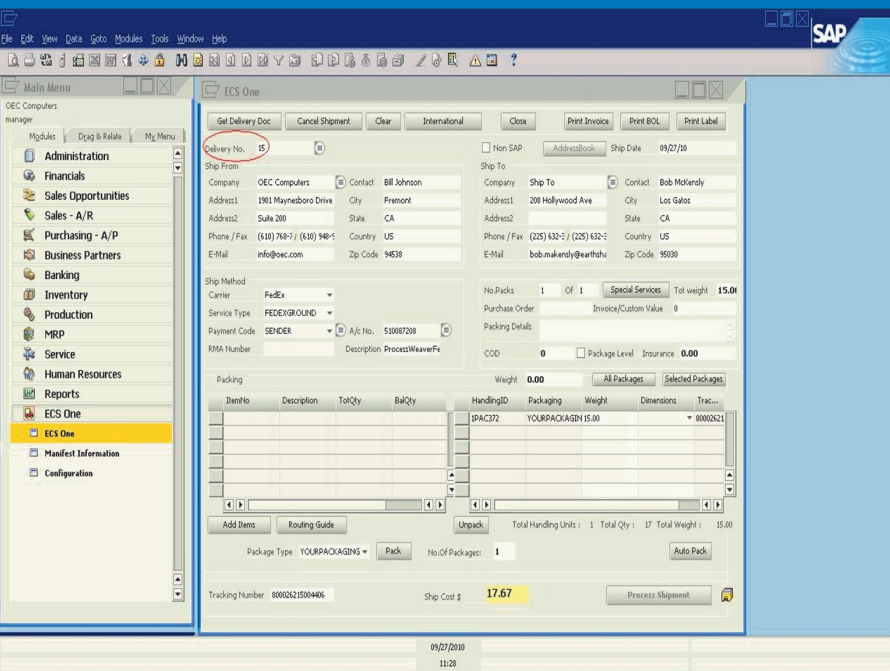 SAP
File Edit View Data Goto Modules Tools Window Help
Main Menu
OEC Computers
manager
Modules Drag & Relate My Menu
Administration
Financials
Sales Opportunities
Sales - A/R
Purchasing - A/P
Business Partners
Banking
Inventory
Production
MRP
Service
Human Resources
Reports
ECS One
ECS One
Manifest Information
Configuration
ECS One
Get Delivery Doc Cancel Shipment Clear International Close Print Invoice Print BOL Print Label
Delivery No. 15 Non SAP AddressBook Ship Date 09/27/10
Ship From
Company OEC Computers Contact Bill Johnson
Address1 1901 Maynesboro Drive City Fremont
Address2 Suite 200 State CA
Phone / Fax (610) 768-7 / (610) 948-9 Country US
E-Mail info@oec.com Zip Code 94538
Ship To
Company Ship To Contact Bob McKensly
Address1 208 Hollywood Ave City Los Gatos
Address2 State CA
Phone / Fax (225) 632-3 / (225) 632-3 Country US
E-Mail bob.makensly@earthsha Zip Code 95030
Ship Method
Carrier FedEx
Service Type FEDEXGROUND
Payment Code SENDER A/c No. 510087208
RMA Number Description ProcessWeaverFe
No.Packs 1 Of 1 Special Services Tot weight 15.00
Purchase Order Invoice/Custom Value 0
Packing Details
COD 0 Package Level Insurance 0.00
Packing Weight 0.00 All Packages Selected Packages
ItemNo Description TotQty BalQty
HandlingID Packaging Weight Dimensions Trac...
1PAC372 YOURPACKAGIN 15.00 80002621
Add Items Routing Guide Unpack Total Handling Units : 1 Total Qty : 17 Total Weight : 15.00
Package Type YOURPACKAGING Pack No.Of Packages: 1 Auto Pack
Tracking Number 800026215004406 Ship Cost $ 17.67 Process Shipment
09/27/2010
11:28